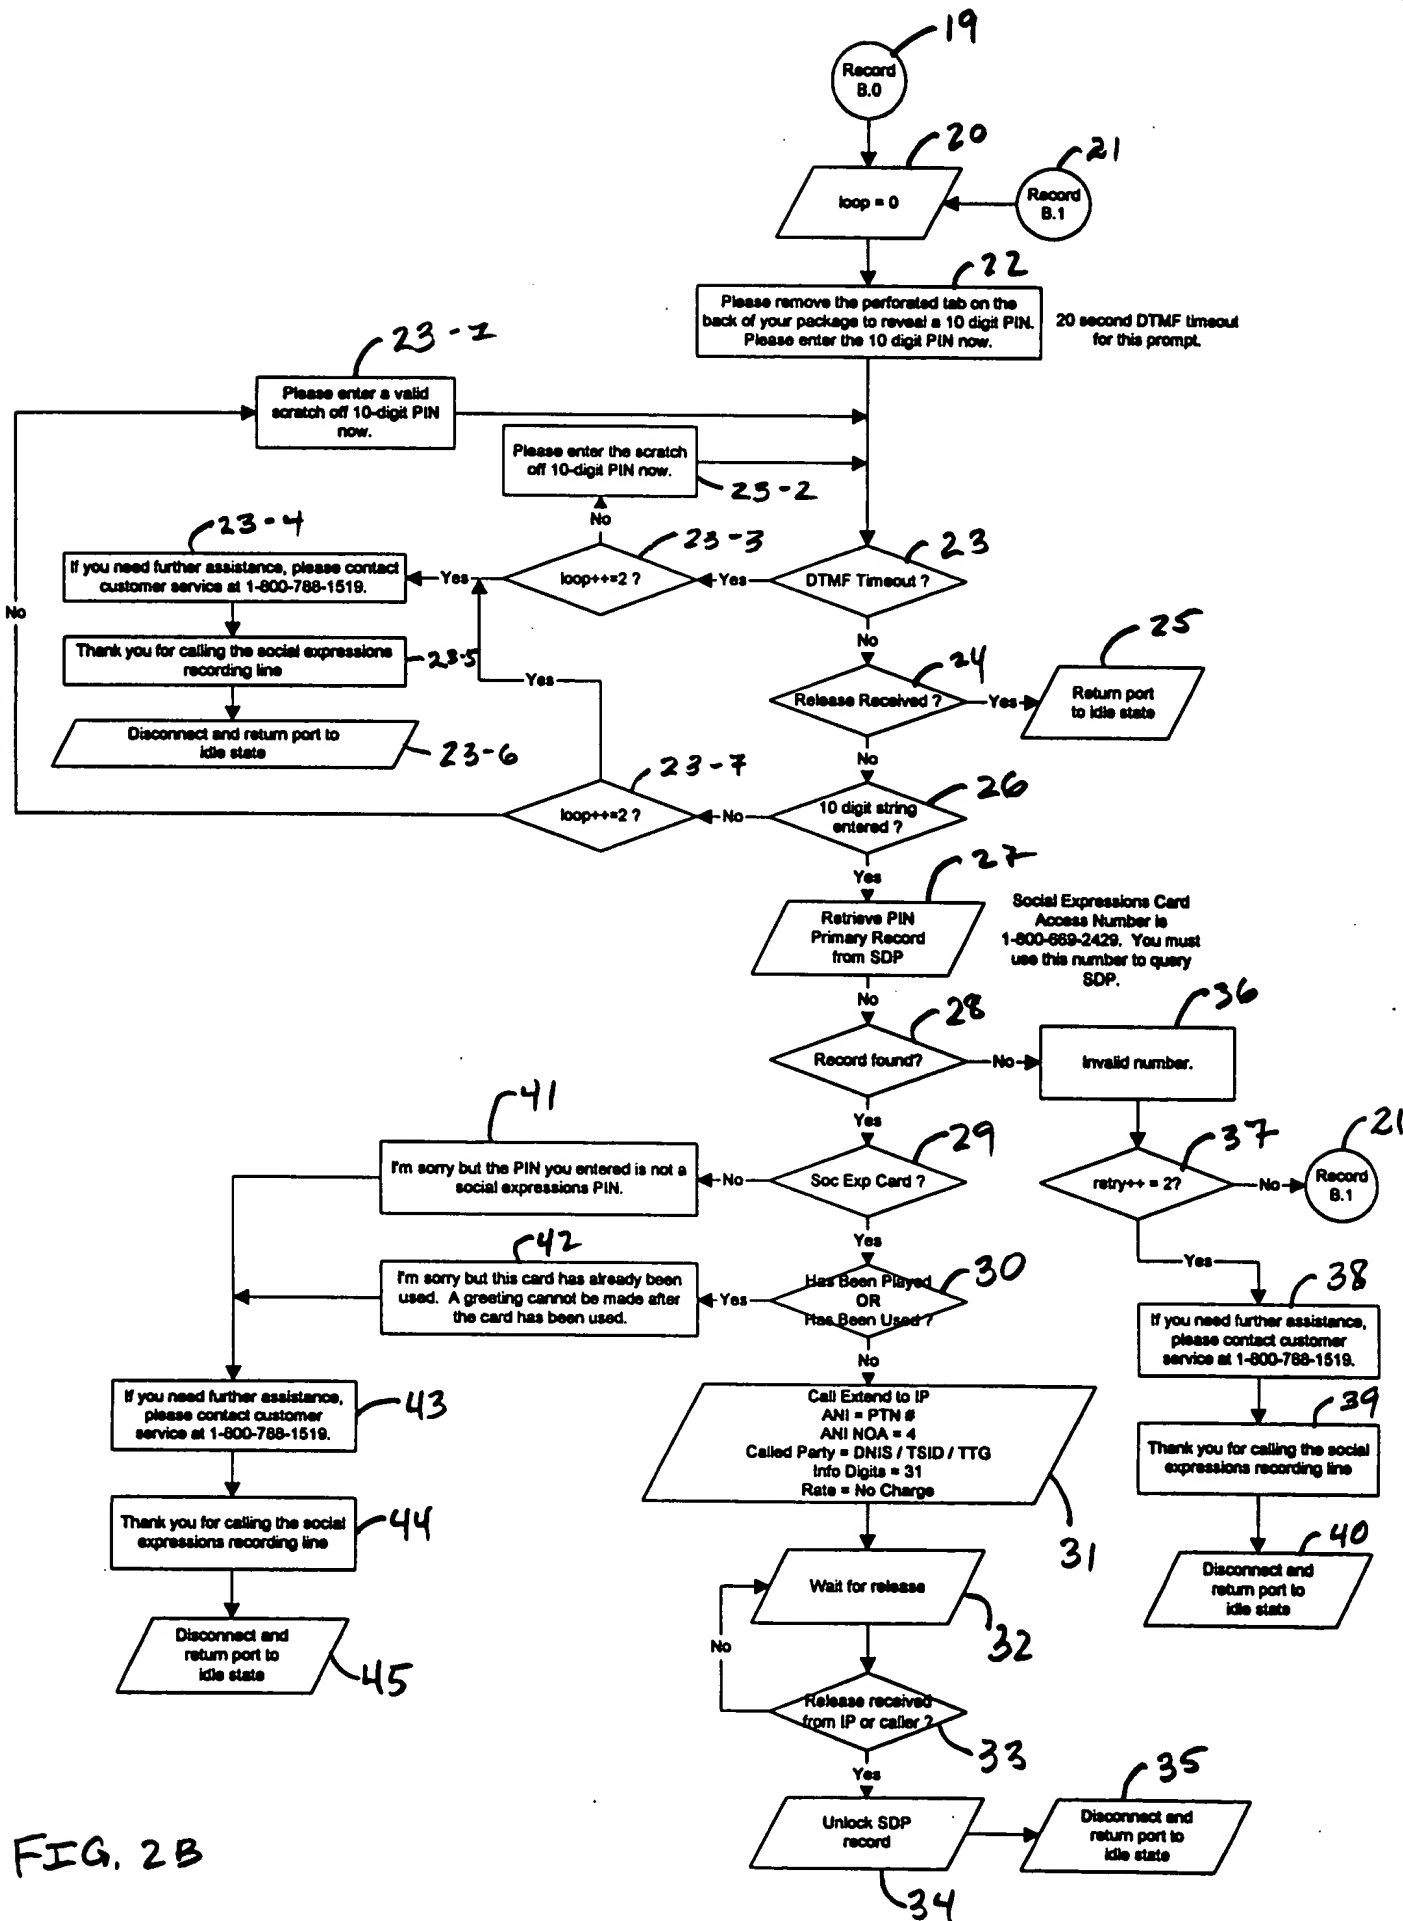 19
Record
B.0
20
21
loop = 0
Record
B.1
22
Please remove the perforated tab on the
back of your package to reveal a 10 digit PIN.
Please enter the 10 digit PIN now.
20 second DTMF timeout
for this prompt.
23-1
Please enter a valid
scratch off 10-digit PIN
now.
Please enter the scratch
off 10-digit PIN now.
23-2
No
23-4
23-3
23
If you need further assistance, please contact
customer service at 1-800-788-1519.
Yes
loop++=2 ?
Yes
DTMF Timeout ?
No
No
25
Thank you for calling the social expressions
recording line
23-5
24
Yes
Release Received ?
Yes
Return port
to idle state
Disconnect and return port to
idle state
23-6
No
23-7
26
loop++=2 ?
No
10 digit string
entered ?
27
Yes
Retrieve PIN
Primary Record
from SDP
Social Expressions Card
Access Number is
1-800-669-2429. You must
use this number to query
SDP.
No
36
28
Record found?
No
Invalid number.
41
Yes
29
37
21
I'm sorry but the PIN you entered is not a
social expressions PIN.
No
Soc Exp Card ?
retry++ = 2?
No
Record
B.1
42
Yes
Yes
30
38
I'm sorry but this card has already been
used. A greeting cannot be made after
the card has been used.
Yes
Has Been Played
OR
Has Been Used ?
If you need further assistance,
please contact customer
service at 1-800-788-1519.
No
If you need further assistance,
please contact customer
service at 1-800-788-1519.
43
Call Extend to IP
ANI = PTN #
ANI NOA = 4
Called Party = DNIS / TSID / TTG
Info Digits = 31
Rate = No Charge
31
39
Thank you for calling the social
expressions recording line
Thank you for calling the social
expressions recording line
44
40
Wait for release
32
Disconnect and
return port to
idle state
Disconnect and
return port to
idle state
45
No
Release received
from IP or caller ?
33
Yes
35
Unlock SDP
record
34
Disconnect and
return port to
idle state
FIG. 2B